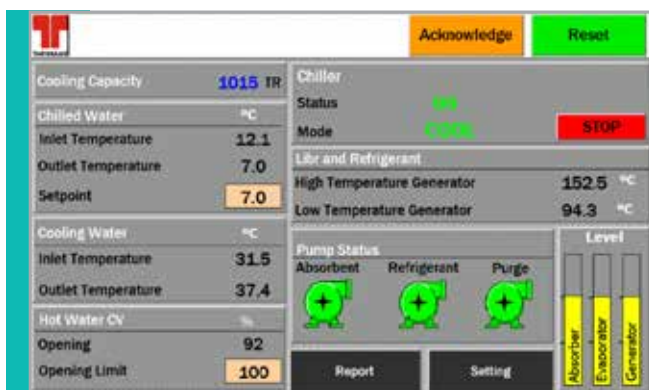 Acknowledge
Reset
Cooling Capacity 1015 TR
Chilled Water °C
Inlet Temperature 12.1
Outlet Temperature 7.0
Setpoint 7.0
Cooling Water °C
Inlet Temperature 31.5
Outlet Temperature 37.4
Hot Water CV %
Opening 92
Opening Limit 100
Chiller
Status ON
Mode COOL
STOP
Libr and Refrigerant
High Temperature Generator 152.5 °C
Low Temperature Generator 94.3 °C
Pump Status
Absorbent Refrigerant Purge
Report
Setting
Level
Absorber
Evaporator
Generator